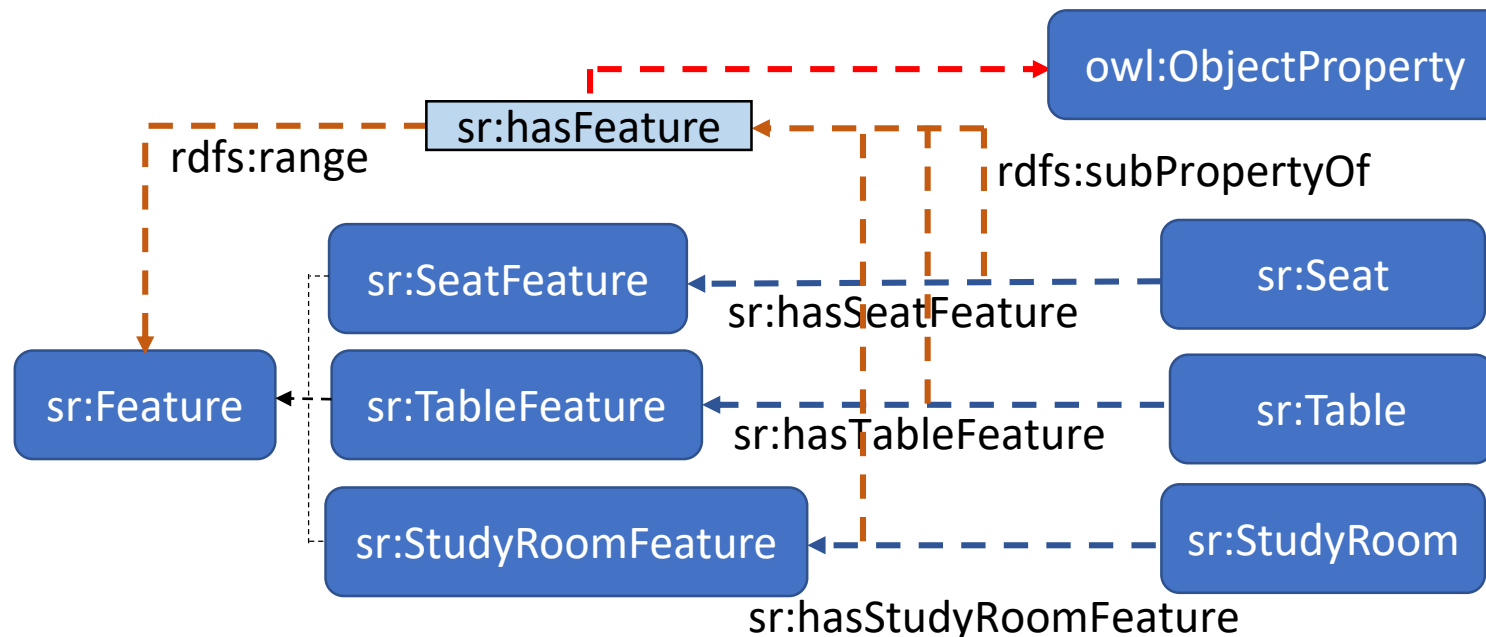 owl:ObjectProperty
sr:hasFeature
rdfs:range
rdfs:subPropertyOf
sr:SeatFeature
sr:Seat
sr:hasSeatFeature
sr:Feature
sr:TableFeature
sr:Table
sr:hasTableFeature
sr:StudyRoomFeature
sr:StudyRoom
sr:hasStudyRoomFeature